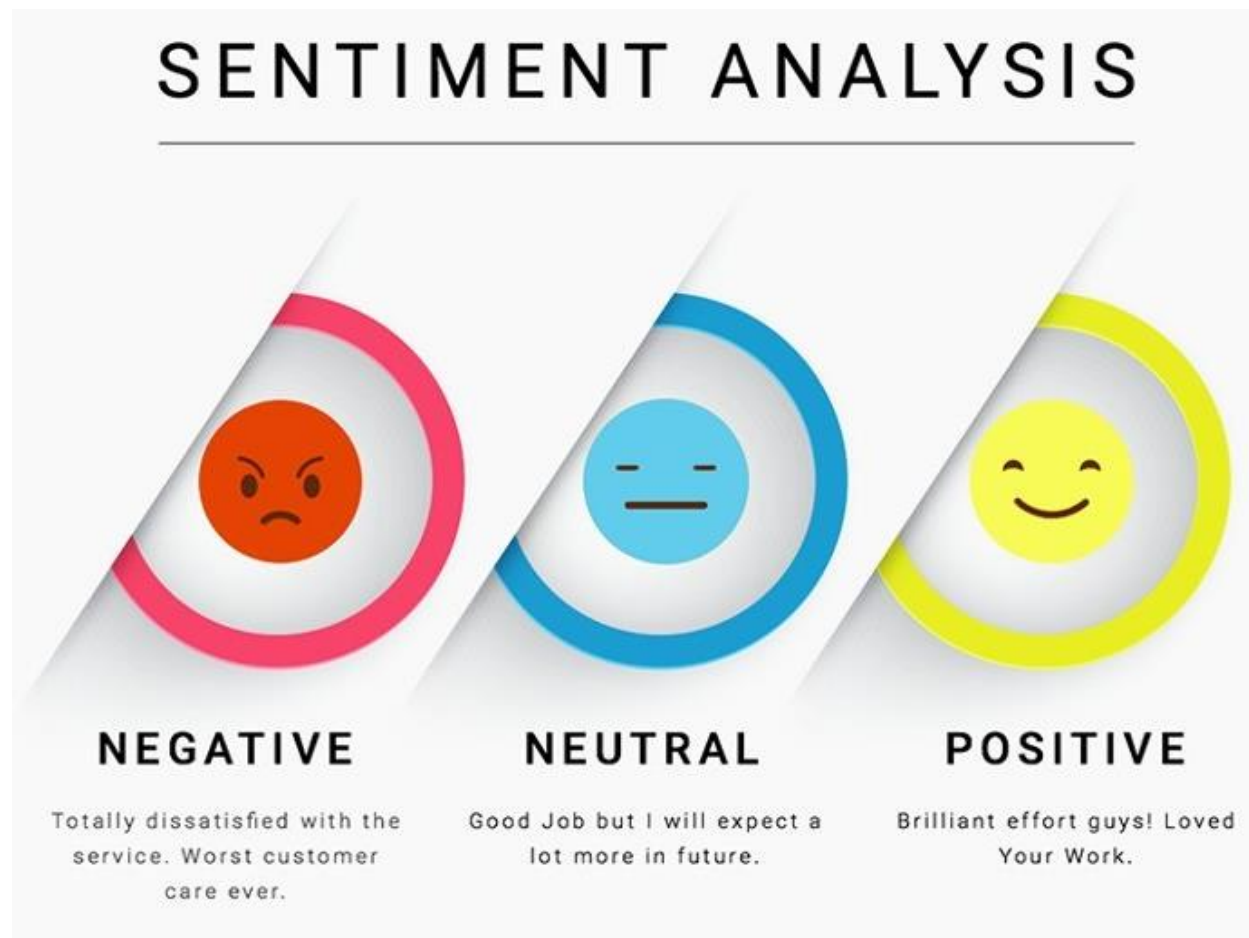 SENTIMENT ANALYSIS
NEGATIVE
Totally dissatisfied with the
service. Worst customer
care ever.
NEUTRAL
Good Job but I will expect a
lot more in future.
POSITIVE
Brilliant effort guys! Loved
Your Work.